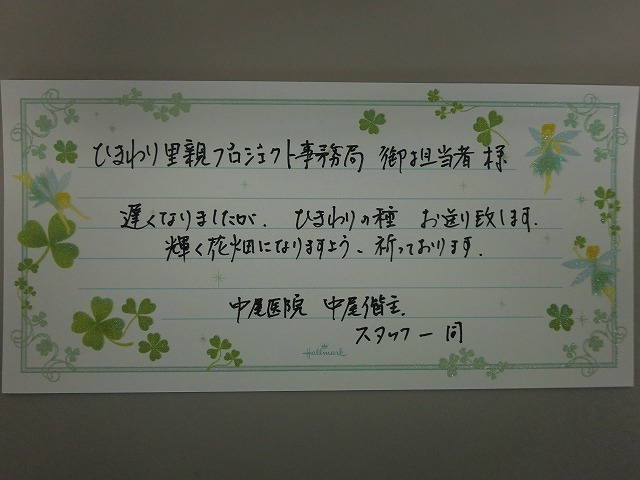 ひまわり里親プロジェクト事務局 御担当者 様
遅くなりましたが、ひまわりの種 お送り致します.
輝く花畑になりますよう、祈っております.
中尾医院 中尾偕主.
スタッフ一同
Hallmark